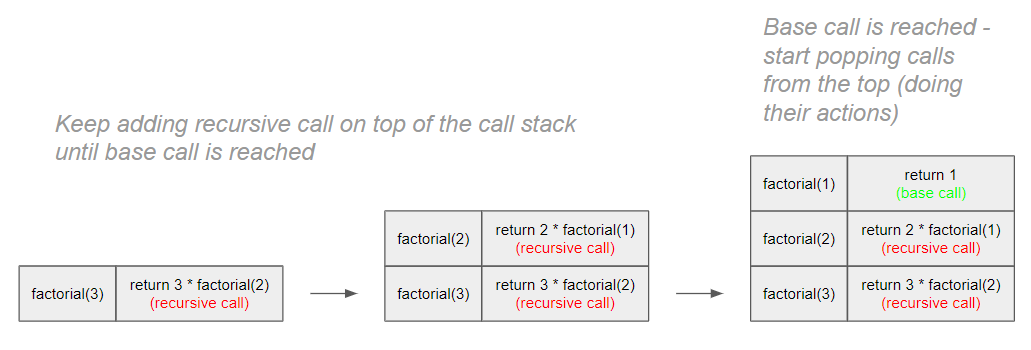 Base call is reached -
start popping calls
from the top (doing
their actions)
Keep adding recursive call on top of the call stack
until base call is reached
factorial(3)
return 3 * factorial(2)
(recursive call)
factorial(2)
return 2 * factorial(1)
(recursive call)
factorial(3)
return 3 * factorial(2)
(recursive call)
factorial(1)
return 1
(base call)
factorial(2)
return 2 * factorial(1)
(recursive call)
factorial(3)
return 3 * factorial(2)
(recursive call)